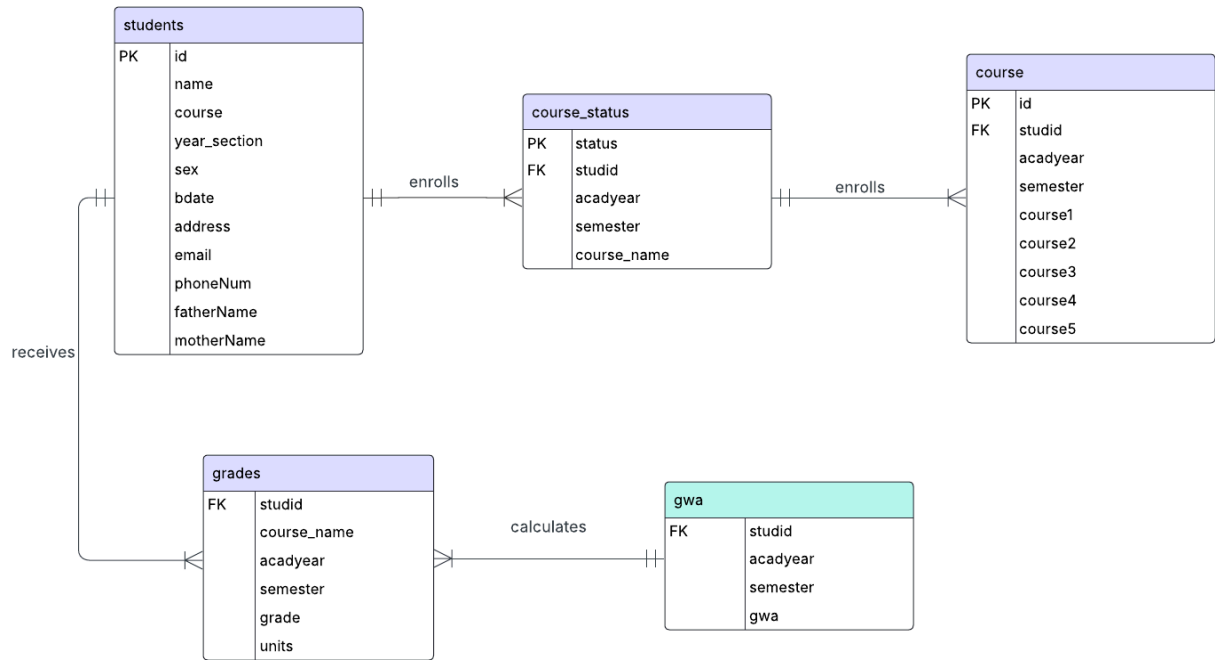 students
PK id
name
course
year_section
sex
bdate
address
email
phoneNum
fatherName
motherName
enrolls
course_status
PK status
FK studid
acadyear
semester
course_name
enrolls
course
PK id
FK studid
acadyear
semester
course1
course2
course3
course4
course5
receives
grades
FK studid
course_name
acadyear
semester
grade
units
calculates
gwa
FK studid
acadyear
semester
gwa